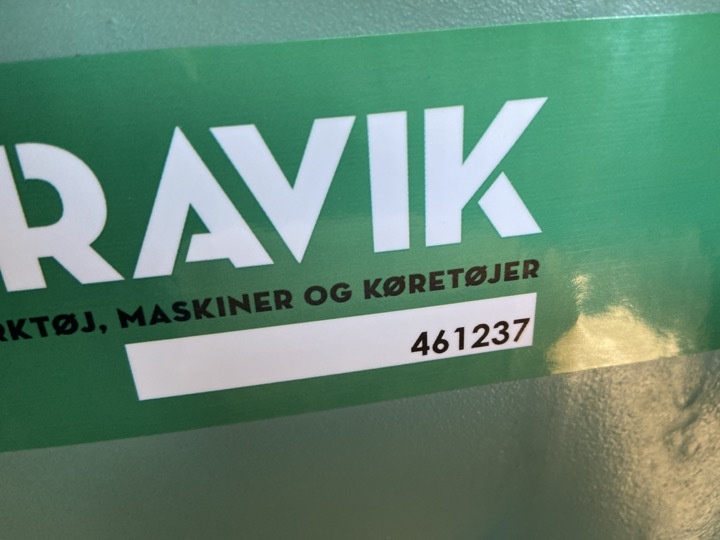 RAVIK
RKTØJ, MASKINER OG KØRETØJER
461237